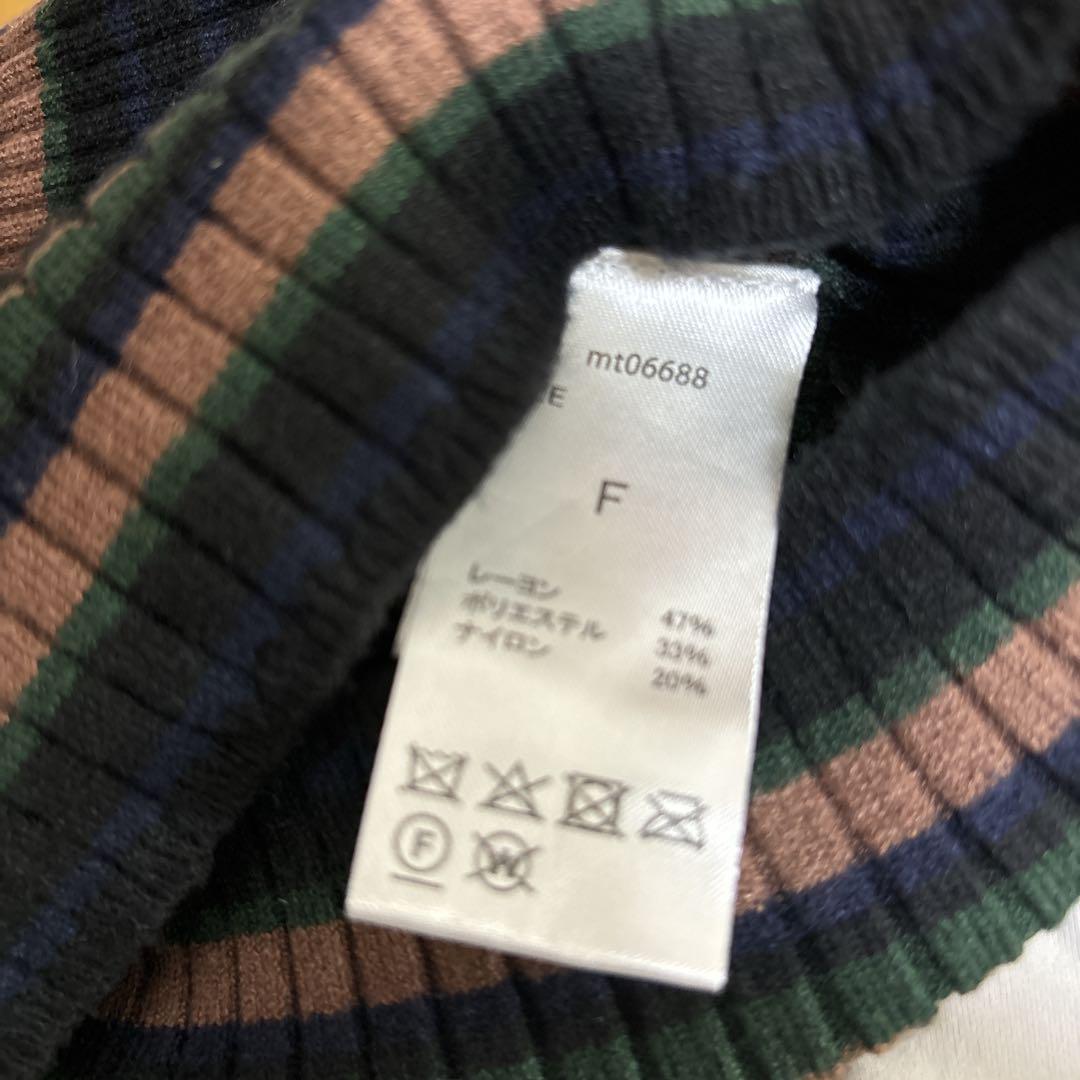 mt06688
F
レーヨン 47%
ポリエステル 33%
ナイロン 20%
F W